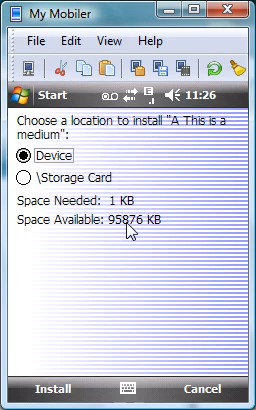 My Mobiler
File Edit View Help
Start 11:26
Choose a location to install "A This is a
medium":
Device
\Storage Card
Space Needed: 1 KB
Space Available: 95876 KB
Install Cancel